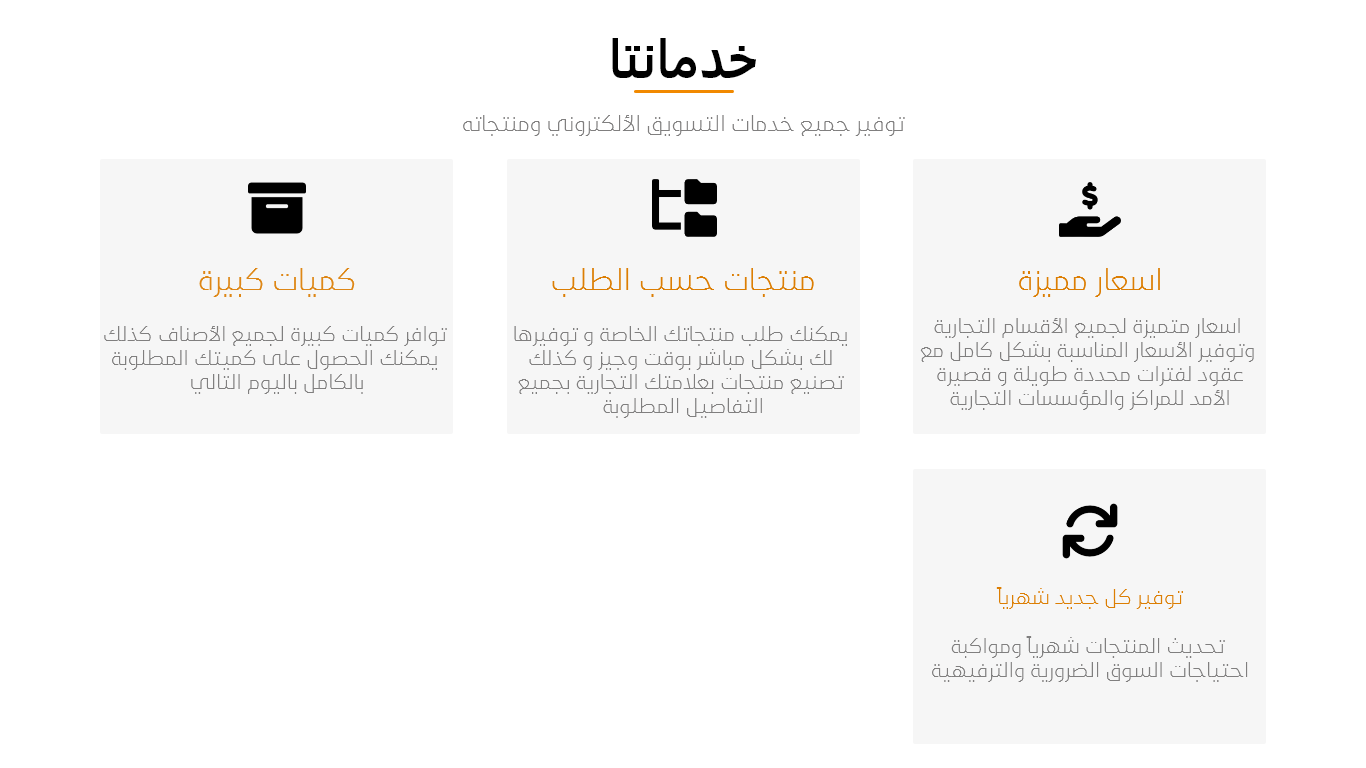 خدماتنا
توفير جميع خدمات التسويق الألكتروني ومنتجاته
اسعار مميزة
اسعار متميزة لجميع الأقسام التجارية
وتوفير الأسعار المناسبة بشكل كامل مع
عقود لفترات محددة طويلة و قصيرة
الأمد للمراكز والمؤسسات التجارية
منتجات حسب الطلب
يمكنك طلب منتجاتك الخاصة و توفيرها
لك بشكل مباشر بوقت وجيز و كذلك
تصنيع منتجات بعلامتك التجارية بجميع
التفاصيل المطلوبة
كميات كبيرة
توافر كميات كبيرة لجميع الأصناف كذلك
يمكنك الحصول على كميتك المطلوبة
بالكامل باليوم التالي
توفير كل جديد شهرياً
تحديث المنتجات شهرياً ومواكبة
احتياجات السوق الضرورية والترفيهية